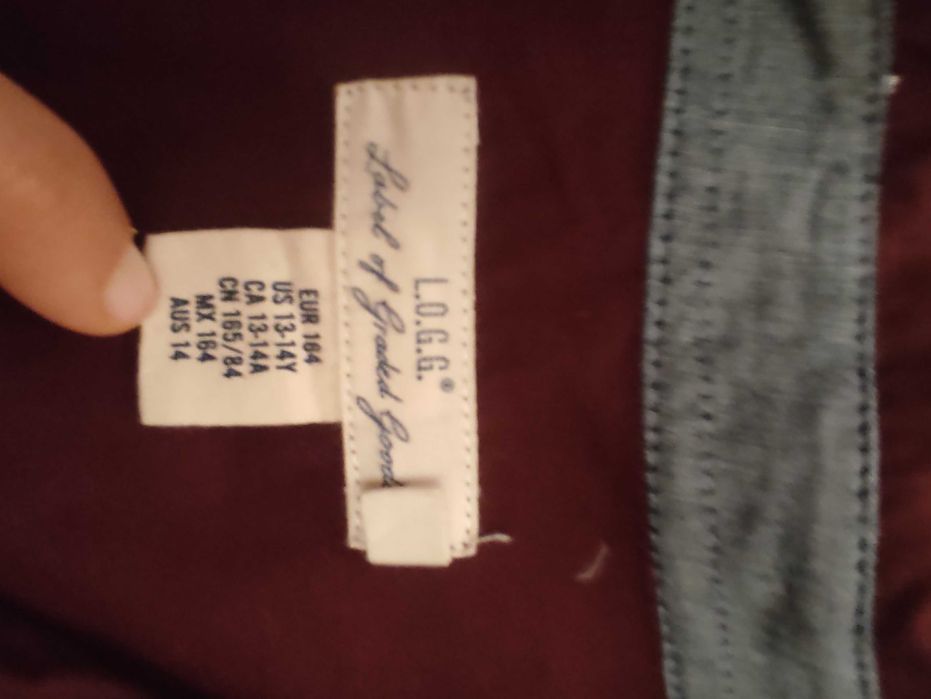 L.O.G.G.®
Label of Graded Goods
EUR 164
US 13-14Y
CA 13-14A
CN 165/84
MX 164
AUS 14